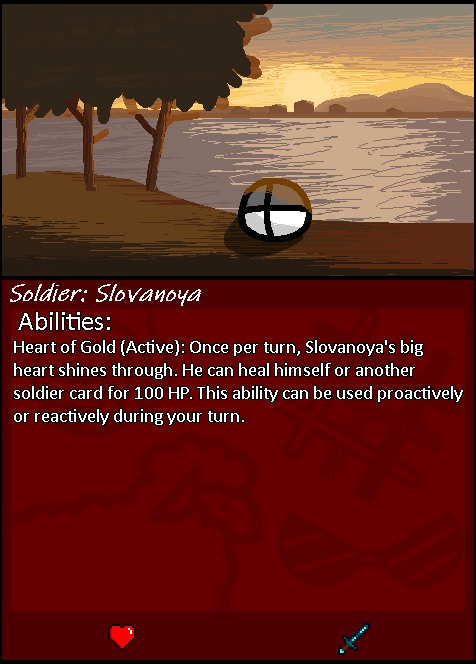 Soldier: Slovanoya
Abilities:
Heart of Gold (Active): Once per turn, Slovanoya's big
heart shines through. He can heal himself or another
soldier card for 100 HP. This ability can be used proactively
or reactively during your turn.